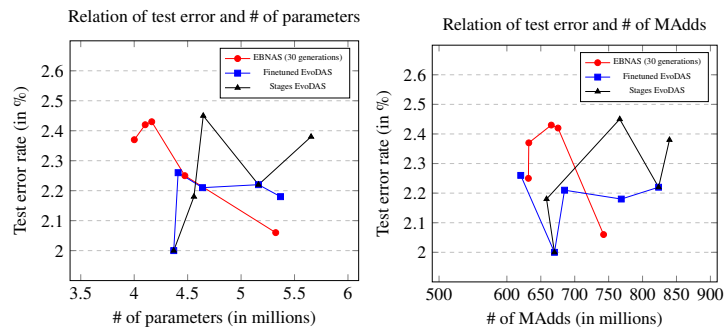 Relation of test error and # of parameters
Test error rate (in %)
2.6
2.5
2.4
2.3
2.2
2.1
2
EBNAS (30 generations)
Finetuned EvoDAS
Stages EvoDAS
3.5 4 4.5 5 5.5 6
# of parameters (in millions)
Relation of test error and # of MAdds
Test error rate (in %)
2.6
2.5
2.4
2.3
2.2
2.1
2
EBNAS (30 generations)
Finetuned EvoDAS
Stages EvoDAS
500 600 650 700 750 800 850 900
# of MAdds (in millions)